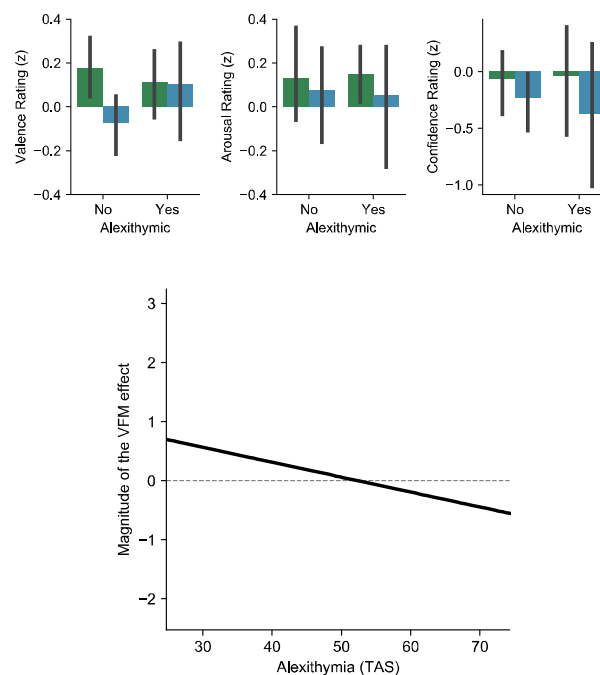 Valence Rating (z)
0.4
0.2
0.0
−0.2
−0.4
No
Yes
Alexithymic
Arousal Rating (z)
0.4
0.2
0.0
−0.2
−0.4
No
Yes
Alexithymic
Confidence Rating (z)
0.0
−0.5
−1.0
No
Yes
Alexithymic
Magnitude of the VFM effect
3
2
1
0
−1
−2
30
40
50
60
70
Alexithymia (TAS)